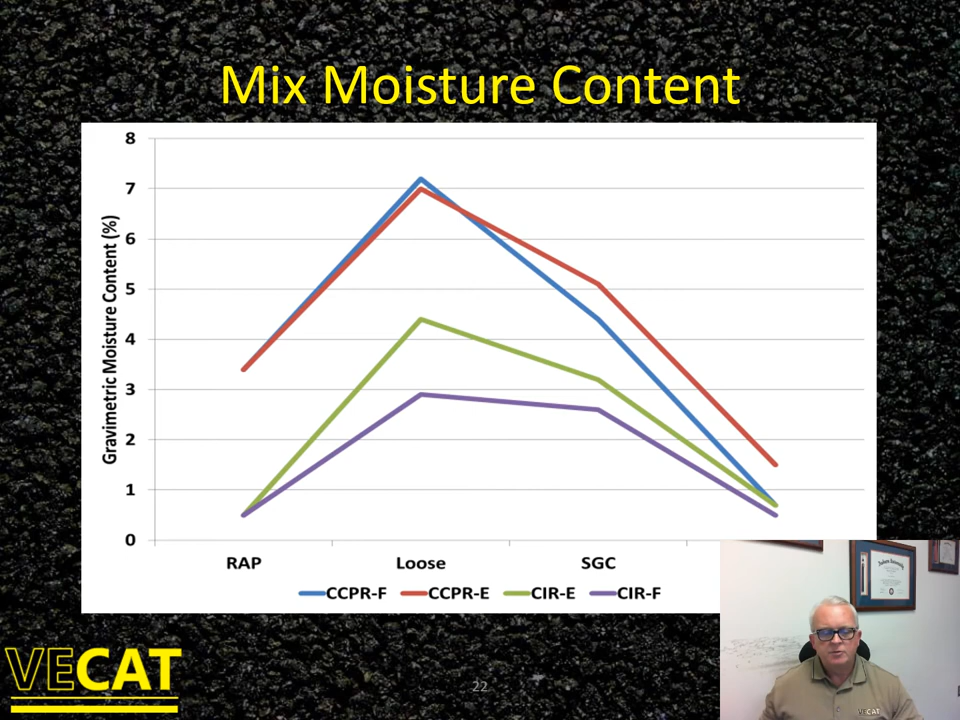 Mix Moisture Content
8
7
6
5
4
3
2
1
0
Gravimetric Moisture Content (%)
RAP Loose SGC
CCPR-F CCPR-E CIR-E CIR-F
VECAT
22
VECAT